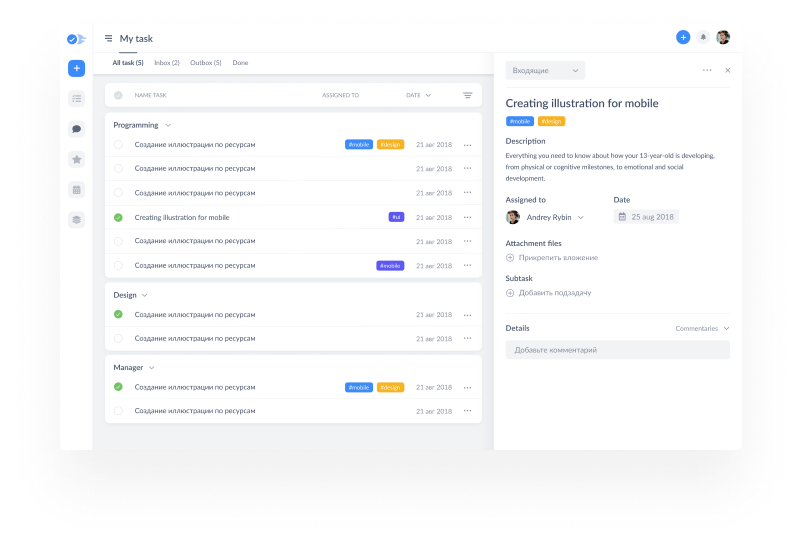 My task
All task (5) Inbox (2) Outbox (5) Done
NAME TASK ASSIGNED TO DATE
Programming
Создание иллюстрации по ресурсам #mobile #design 21 авг 2018
Создание иллюстрации по ресурсам 21 авг 2018
Создание иллюстрации по ресурсам 21 авг 2018
Creating illustration for mobile #ui 21 авг 2018
Создание иллюстрации по ресурсам 21 авг 2018
Создание иллюстрации по ресурсам #mobile 21 авг 2018
Design
Создание иллюстрации по ресурсам 21 авг 2018
Создание иллюстрации по ресурсам 21 авг 2018
Manager
Создание иллюстрации по ресурсам #mobile #design 21 авг 2018
Создание иллюстрации по ресурсам 21 авг 2018
Входящие
Creating illustration for mobile
#mobile #design
Description
Everything you need to know about how your 13-year-old is developing,
from physical or cognitive milestones, to emotional and social
development.
Assigned to Date
Andrey Rybin 25 aug 2018
Attachment files
Прикрепить вложение
Subtask
Добавить подзадачу
Details Commentaries
Добавьте комментарий